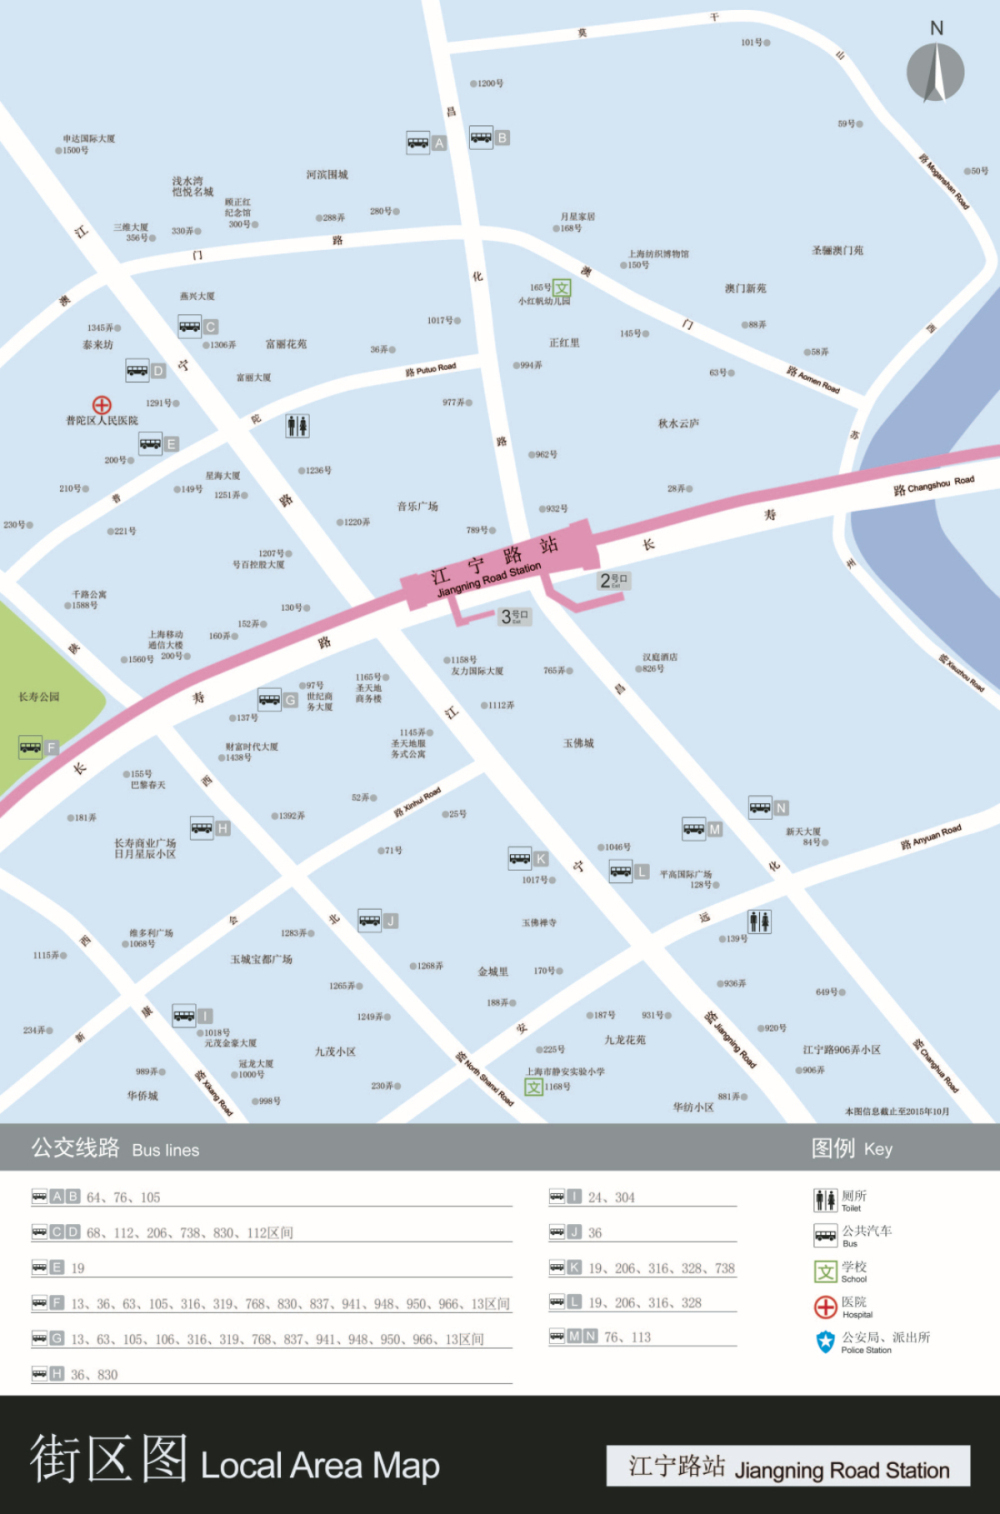 N
莫
干
山
路 Moganshan Road
101号
1200号
昌
A
B
59号
50号
申达国际大厦
1500号
浅水湾
恺悦名城
河滨围城
顾正红
纪念馆
300号
288弄
280号
三维大厦
356号
330弄
月星家居
168号
江
门
路
上海纺织博物馆
150号
圣骊澳门苑
化
澳
165号
文
小红帆幼儿园
澳门新苑
燕兴大厦
澳
1345弄
泰来坊
C
1306弄
富丽花苑
1017号
36弄
正红里
145号
门
88弄
西
58弄
宁
D
富丽大厦
路 Putuo Road
994弄
63号
路 Aomen Road
1291号
977弄
普陀区人民医院
陀
E
路
秋水云庐
苏
200号
1236号
962号
星海大厦
210号
149号
1251弄
普
路
音乐广场
28弄
路 Changshou Road
932号
寿
230号
221号
1220弄
789号
长
江宁路站
Jiangning Road Station
1207号
号百控股大厦
州
2号口
Exit
3号口
Exit
千路公寓
1588号
130号
152弄
160弄
上海移动
通信大楼
200号
1560号
陕
路
1158号
友力国际大厦
765弄
汉庭酒店
826号
路 Xiuzhou Road
长寿公园
寿
G
97号
世纪商
务大厦
1165号
圣天地
商务楼
昌
137号
江
1112弄
1145弄
圣天地服
务式公寓
玉佛城
财富时代大厦
1438号
F
长
155号
巴黎春天
西
52弄
路 Xinhui Road
25号
181弄
H
1392弄
N
M
新天大厦
84号
路 Anyuan Road
长寿商业广场
日月星辰小区
71号
K
1017号
宁
1046号
L
平高国际广场
128号
化
会
北
J
玉佛禅寺
远
139号
维多利广场
1068号
1283弄
西
1115弄
玉城宝都广场
1268弄
金城里
170号
1265弄
936弄
649号
康
I
1018号
元茂金豪大厦
1249弄
188弄
187号
931号
路 Jiangning Road
920号
234弄
新
安
225号
九龙花苑
江宁路906弄小区
路 Changhua Road
九茂小区
路 North Shanxi Road
906弄
989弄
冠龙大厦
1000号
上海市静安实验小学
文
1168号
路 Xikang Road
230弄
华侨城
998号
881弄
华纺小区
本图信息截止至2015年10月
公交线路 Bus lines
图例 Key
A B 64、76、105
C D 68、112、206、738、830、112区间
E 19
F 13、36、63、105、316、319、768、830、837、941、948、950、966、13区间
G 13、63、105、106、316、319、768、837、941、948、950、966、13区间
H 36、830
I 24、304
J 36
K 19、206、316、328、738
L 19、206、316、328
M N 76、113
厕所
Toilet
公共汽车
Bus
文
学校
School
医院
Hospital
公安局、派出所
Police Station
街区图 Local Area Map
江宁路站 Jiangning Road Station